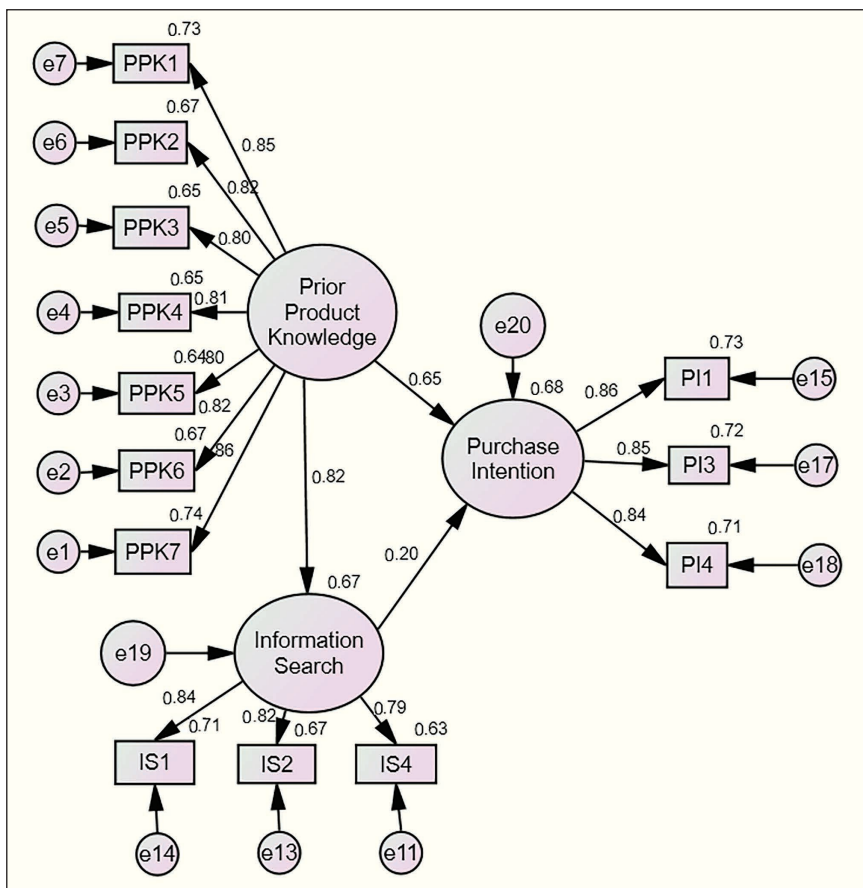 0.73
e7
PPK1
0.85
0.67
e6
PPK2
0.82
0.65
e5
PPK3
0.80
0.65
e4
PPK4
0.81
0.64
80
e3
PPK5
0.82
0.67
e2
PPK6
86
0.74
e1
PPK7
Prior
Product
Knowledge
0.65
0.82
e20
0.68
Purchase
Intention
0.86
0.73
PI1
e15
0.85
0.72
PI3
e17
0.84
0.71
PI4
e18
0.20
0.67
e19
Information
Search
0.84
0.71
IS1
e14
0.82
0.67
IS2
e13
0.79
0.63
IS4
e11